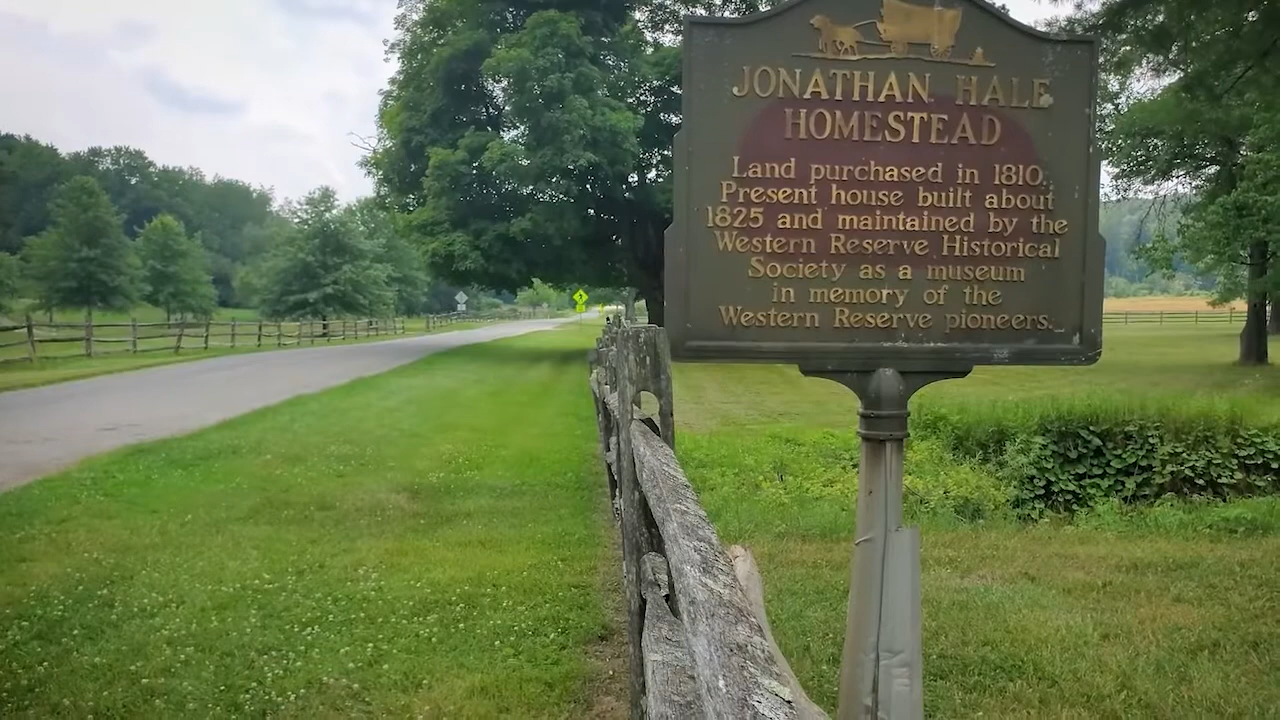 JONATHAN HALE
HOMESTEAD
Land purchased in 1810.
Present house built about
1825 and maintained by the
Western Reserve Historical
Society as a museum
in memory of the
Western Reserve pioneers.